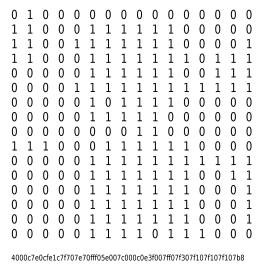 0 1 0 0 0 0 0 0 0 0 0 0 0 0 0 0
1 1 0 0 0 1 1 1 1 1 1 0 0 0 0 0
1 1 0 0 1 1 1 1 1 1 1 0 0 0 0 1
1 1 0 0 0 1 1 1 1 1 1 1 0 1 1 1
0 0 0 0 0 1 1 1 1 1 1 0 0 1 1 1
0 0 0 0 1 1 1 1 1 1 1 1 1 1 1 1
0 0 0 0 0 1 0 1 1 1 1 0 0 0 0 0
0 0 0 0 0 1 1 1 1 1 0 0 0 0 0 0
0 0 0 0 0 0 0 0 1 1 0 0 0 0 0 0
1 1 1 0 0 0 1 1 1 1 1 1 0 0 0 0
0 0 0 0 0 1 1 1 1 1 1 1 1 1 1 1
0 0 0 0 0 1 1 1 1 1 1 1 0 0 1 1
0 0 0 0 0 1 1 1 1 1 1 1 0 0 0 1
0 0 0 0 0 1 1 1 1 1 1 1 0 0 0 1
0 0 0 0 0 1 1 1 1 1 1 1 0 0 0 1
0 0 0 0 0 1 1 1 1 0 1 1 1 0 0 0
4000c7e0cfe1c7f707e70fff05e007c000c0e3f007ff07f307f107f107f107b8